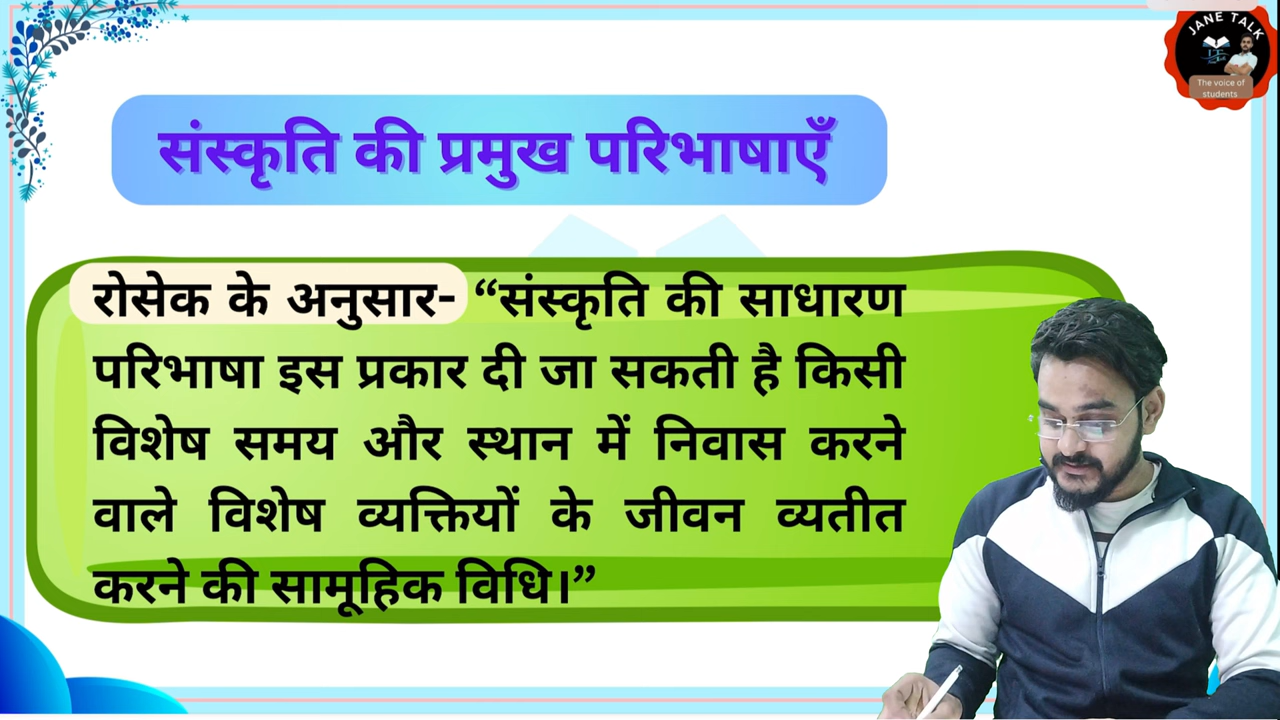 JANE TALK
The voice of
students
संस्कृति की प्रमुख परिभाषाएँ
रोसेक के अनुसार- “संस्कृति की साधारण
परिभाषा इस प्रकार दी जा सकती है किसी
विशेष समय और स्थान में निवास करने
वाले विशेष व्यक्तियों के जीवन व्यतीत
करने की सामूहिक विधि।”